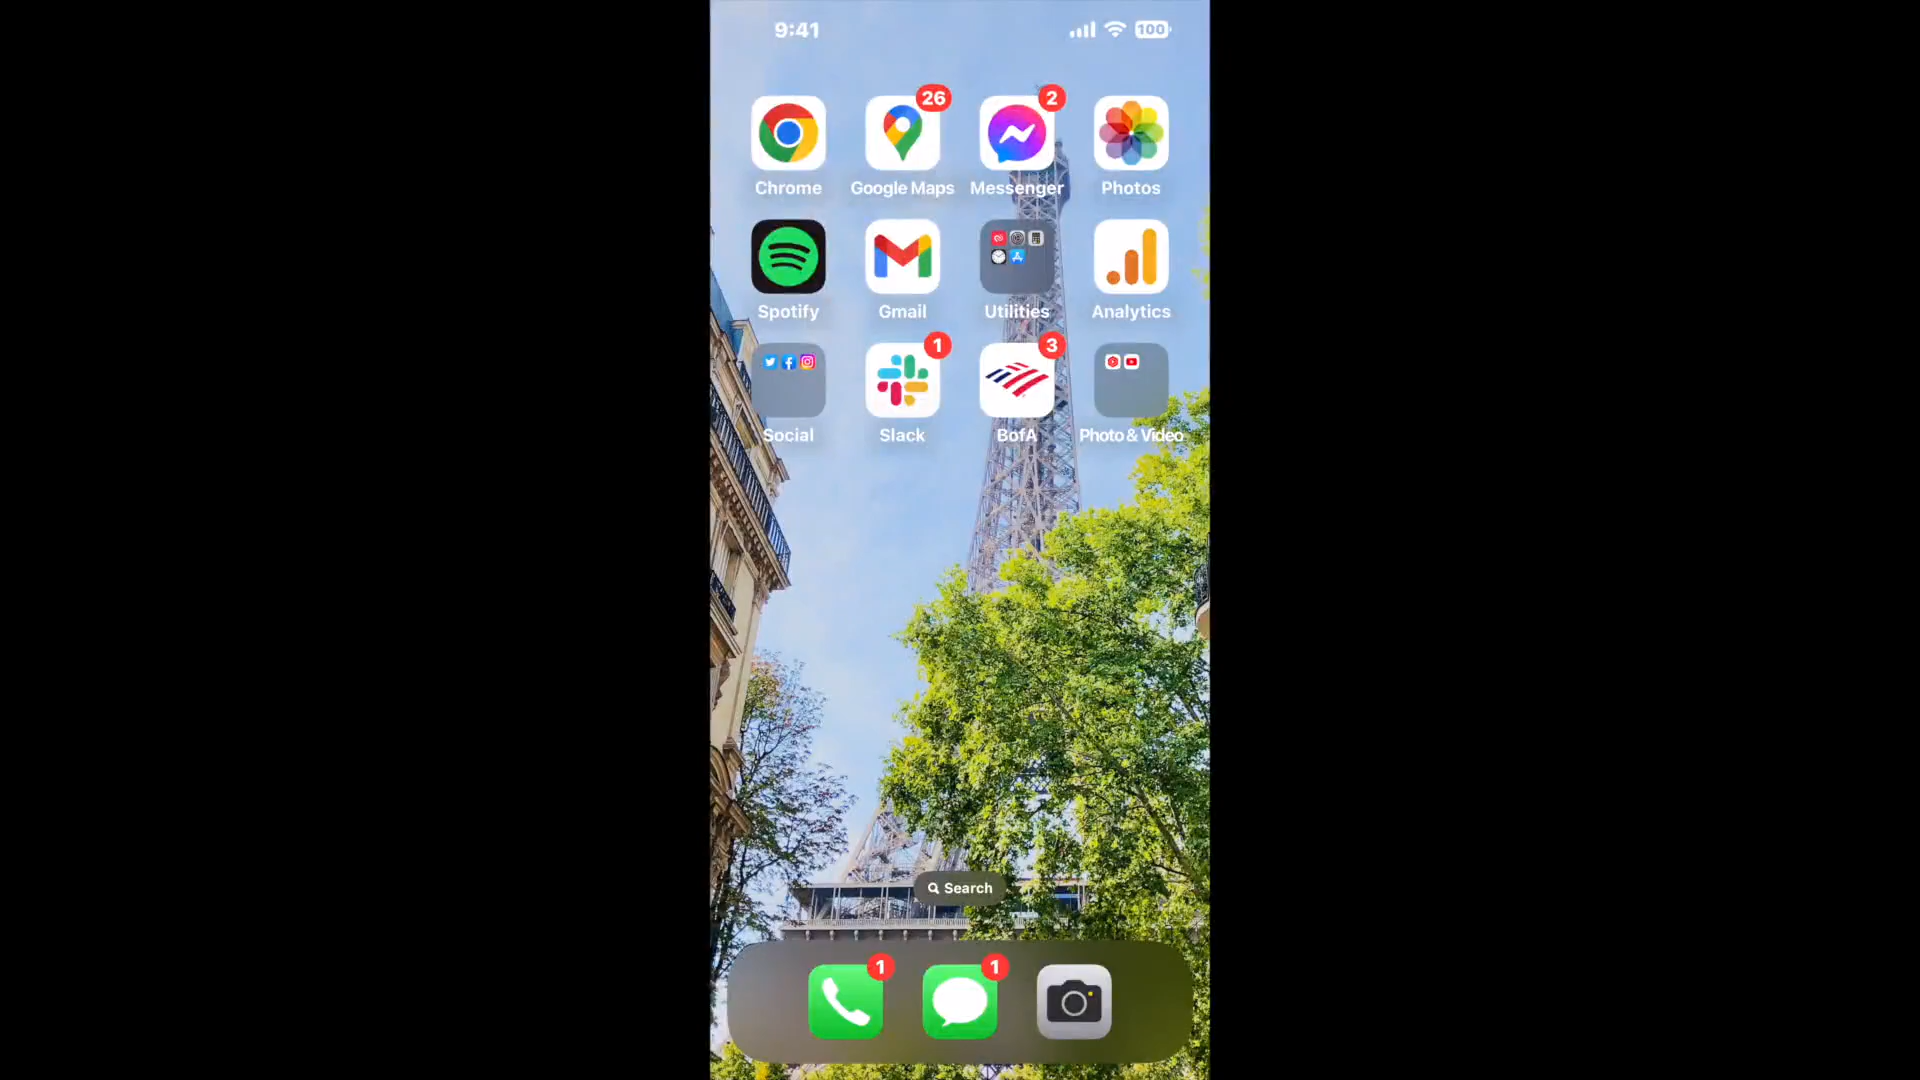 9:41
100
26
2
Chrome
Google Maps
Messenger
Photos
Spotify
Gmail
Utilities
Analytics
1
3
Social
Slack
BofA
Photo & Video
Search
1
1